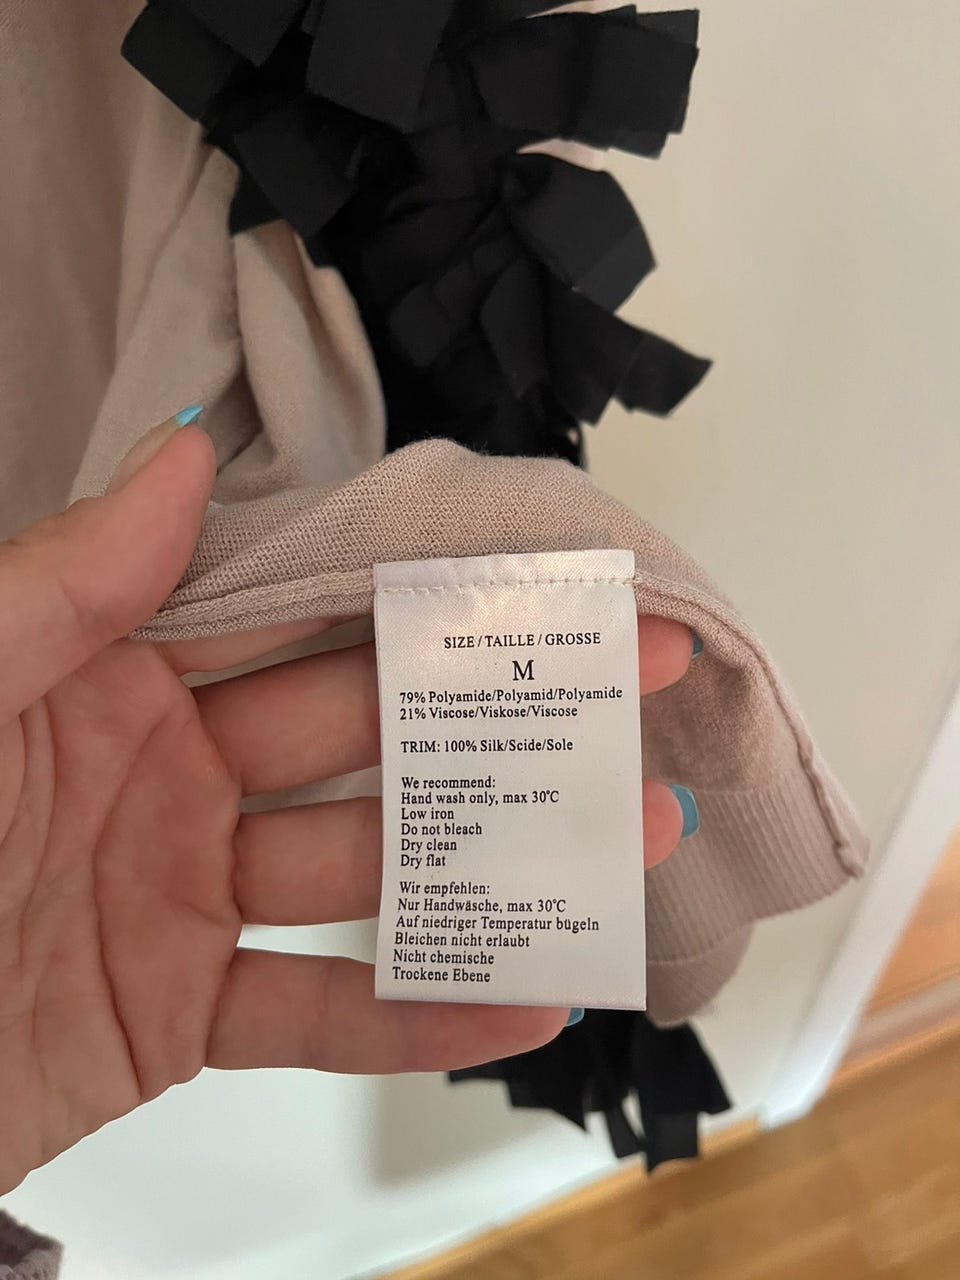 SIZE / TAILLE / GROSSE
M
79% Polyamide/Polyamid/Polyamide
21% Viscose/Viskose/Viscose
TRIM: 100% Silk/Scide/Sole
We recommend:
Hand wash only, max 30°C
Low iron
Do not bleach
Dry clean
Dry flat
Wir empfehlen:
Nur Handwäsche, max 30°C
Auf niedriger Temperatur bügeln
Bleichen nicht erlaubt
Nicht chemische
Trockene Ebene